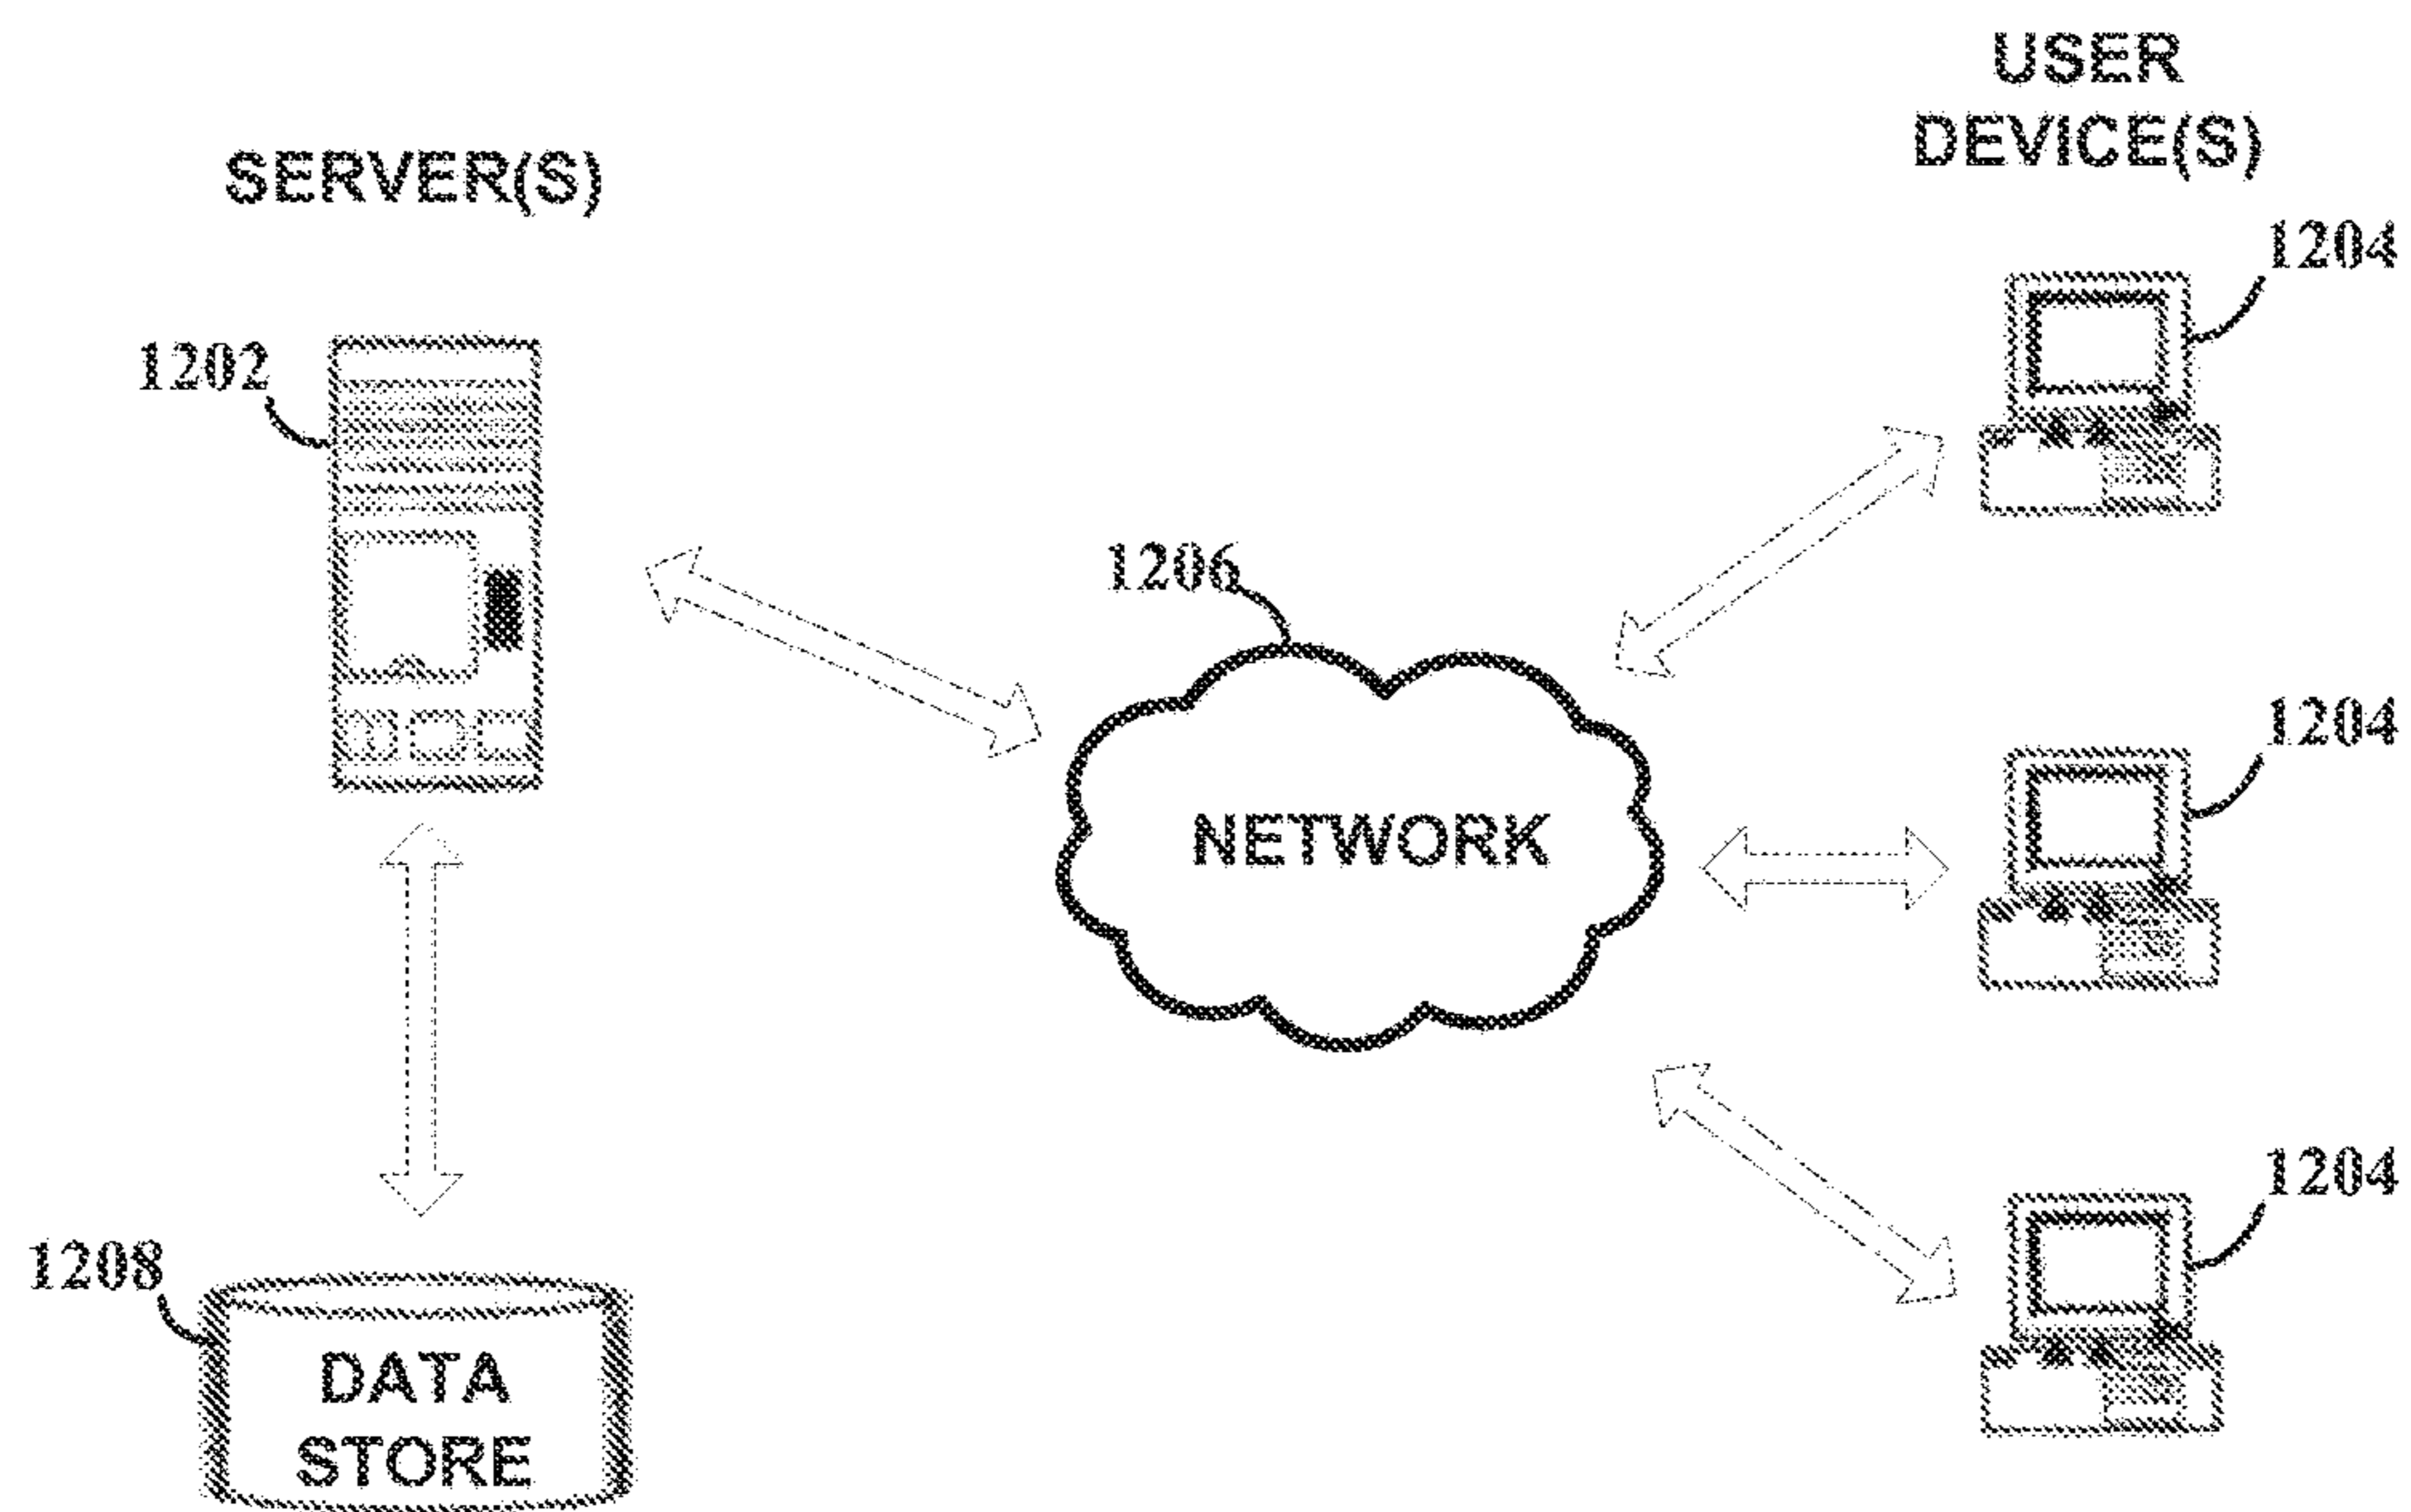 USER
DEVICE(S)
SERVER(S)
1204
1202
1206
1204
NETWORK
1204
1208
DATA
STORE